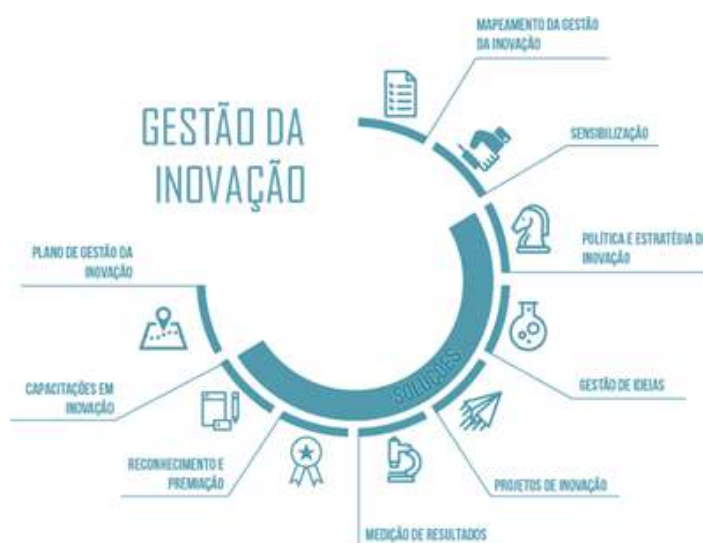 GESTÃO DA
INOVAÇÃO
MAPEAMENTO DA GESTÃO
DA INOVAÇÃO
SENSIBILIZAÇÃO
POLÍTICA E ESTRATÉGIA DE
INOVAÇÃO
GESTÃO DE IDEIAS
PROJETOS DE INOVAÇÃO
MEDIÇÃO DE RESULTADOS
RECONHECIMENTO E
PREMIAÇÃO
CAPACITAÇÕES EM
INOVAÇÃO
PLANO DE GESTÃO DA
INOVAÇÃO
SOLUÇÕES